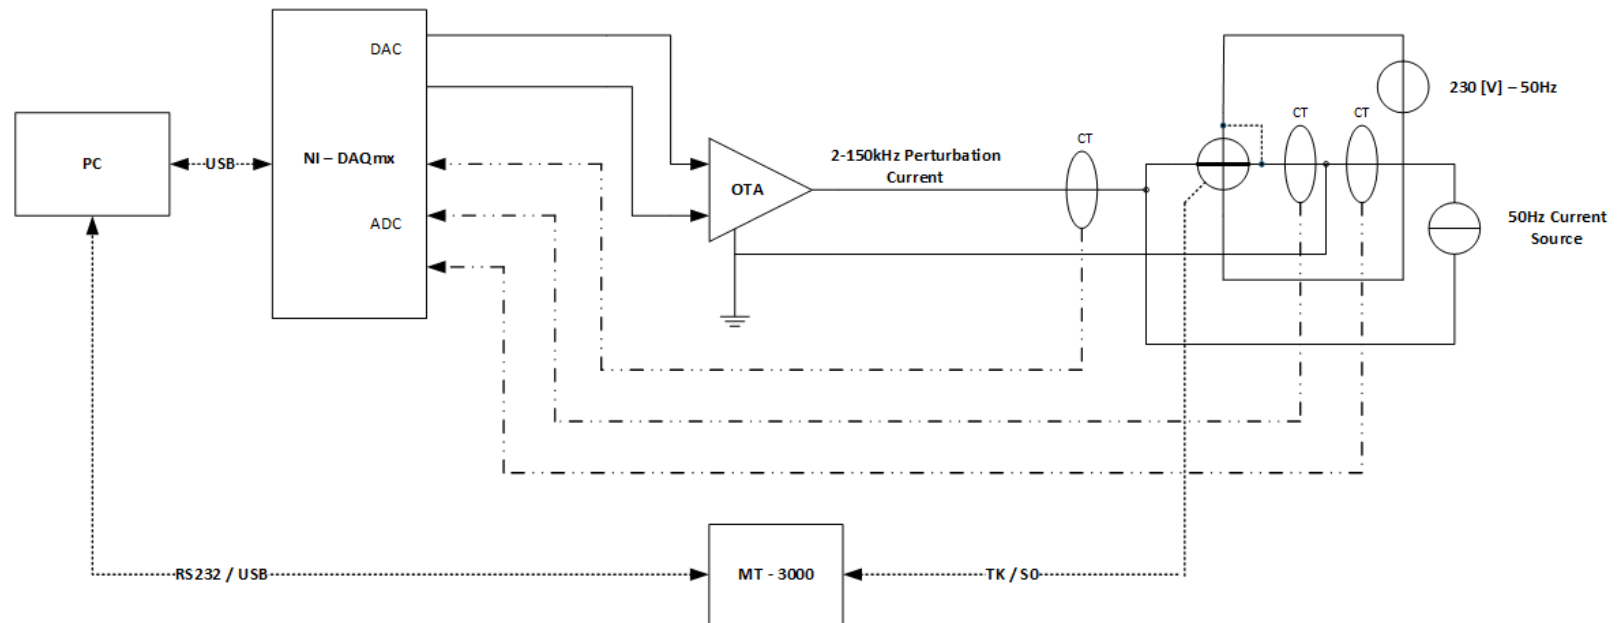 DAC
230 [V] – 50Hz
CT
CT
CT
PC
USB
NI – DAQmx
2-150kHz Perturbation
Current
OTA
50Hz Current
Source
ADC
RS232 / USB
MT - 3000
TK / S0